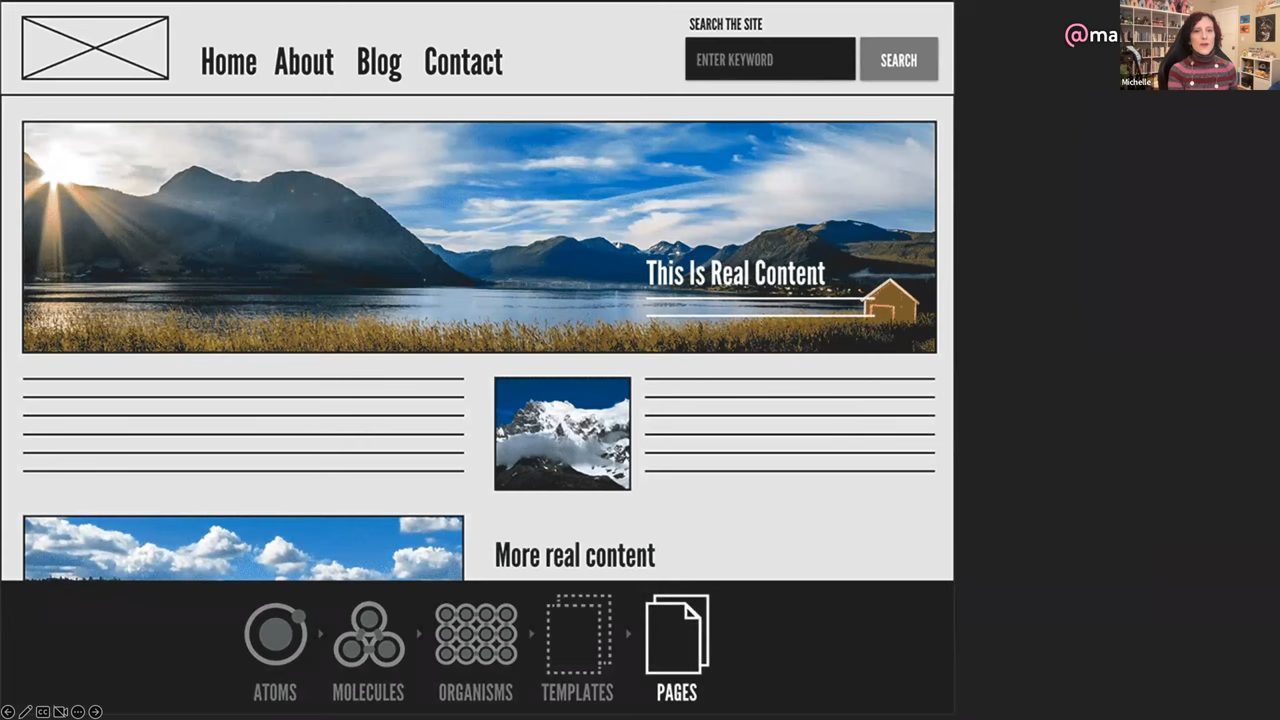 SEARCH THE SITE
Home About Blog Contact
ENTER KEYWORD
SEARCH
@ma
Michelle
This Is Real Content
More real content
ATOMS MOLECULES ORGANISMS TEMPLATES PAGES
CC